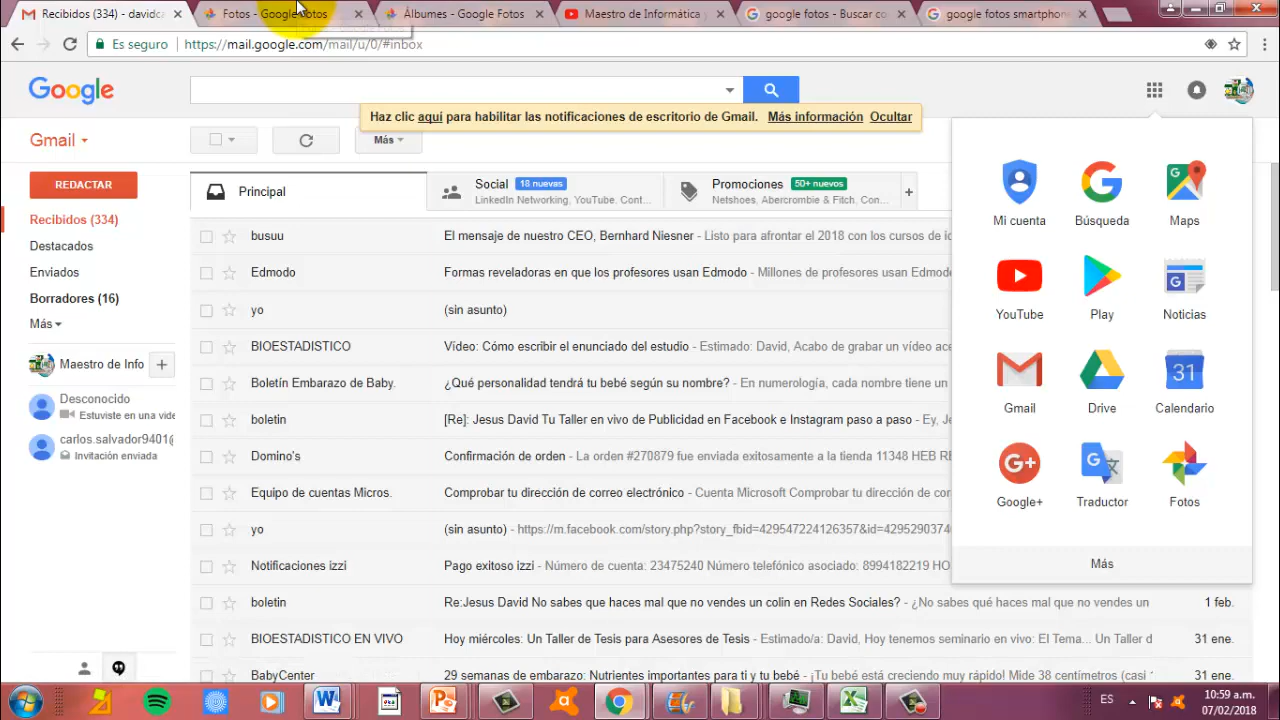 Recibidos (334) - davidca
Fotos - Google Fotos
Álbumes - Google Fotos
Maestro de Informática y
google fotos - Buscar co
google fotos smartphone
Es seguro
https://mail.google.com/mail/u/0/#inbox
Google
Haz clic aquí para habilitar las notificaciones de escritorio de Gmail. Más información Ocultar
Gmail
Más
REDACTAR
Recibidos (334)
Destacados
Enviados
Borradores (16)
Más
Maestro de Info
Desconocido
Estuviste en una vide
carlos.salvador9401@
Invitación enviada
Principal
Social 18 nuevas
LinkedIn Networking, YouTube. Cont...
Promociones 50+ nuevos
Netshoes, Abercrombie & Fitch, Con...
busuu El mensaje de nuestro CEO, Bernhard Niesner - Listo para afrontar el 2018 con los cursos de ic
Edmodo Formas reveladoras en que los profesores usan Edmodo - Millones de profesores usan Edmodo,
yo (sin asunto)
BIOESTADISTICO Vídeo: Cómo escribir el enunciado del estudio - Estimado: David, Acabo de grabar un vídeo ace
Boletín Embarazo de Baby. ¿Qué personalidad tendrá tu bebé según su nombre? - En numerología, cada nombre tiene un
boletin [Re]: Jesus David Tu Taller en vivo de Publicidad en Facebook e Instagram paso a paso - Ey, J
Domino's Confirmación de orden - La orden #270879 fue enviada exitosamente a la tienda 11348 HEB RE
Equipo de cuentas Micros. Comprobar tu dirección de correo electrónico - Cuenta Microsoft Comprobar tu dirección de co
yo (sin asunto) - https://m.facebook.com/story.php?story_fbid=429547224126357&id=42952903740
Notificaciones izzi Pago exitoso izzi - Número de cuenta: 23475240 Número telefónico asociado: 8994182219 HO
boletin Re:Jesus David No sabes que haces mal que no vendes un colin en Redes Sociales? - ¿No sabes qué haces mal que no vendes un 1 feb.
BIOESTADISTICO EN VIVO Hoy miércoles: Un Taller de Tesis para Asesores de Tesis - Estimado/a: David, Hoy tenemos seminario en vivo: El Tema... Un Taller d 31 ene.
BabyCenter 29 semanas de embarazo: Nutrientes importantes para ti y tu bebé - ¡Tu bebé está creciendo muy rápido! Mide 38 centímetros (casi 31 ene.
Mi cuenta
Búsqueda
Maps
YouTube
Play
Noticias
Gmail
Drive
31
Calendario
Google+
Traductor
Fotos
Más
ES
10:59 a.m.
07/02/2018